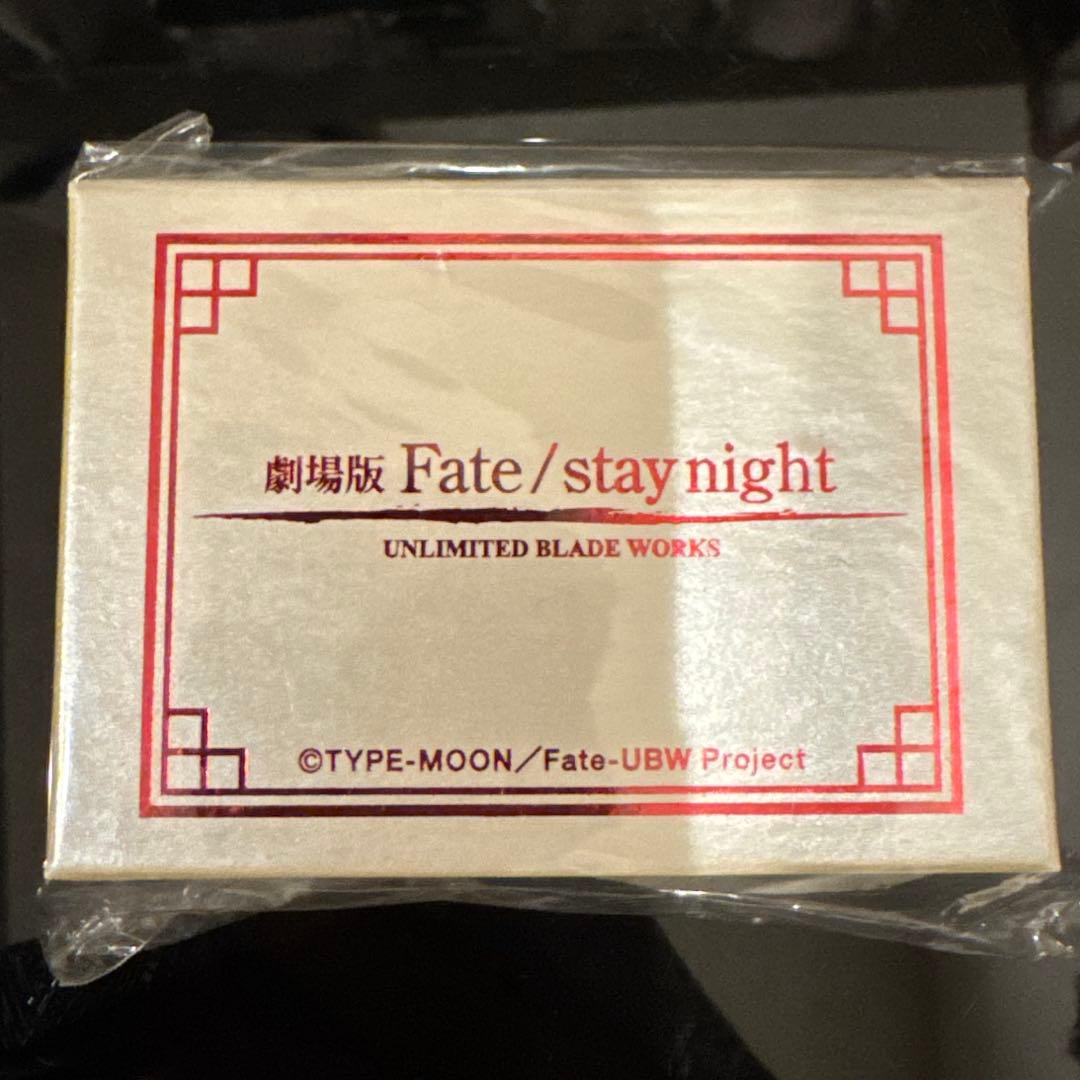 劇場版 Fate/stay night
UNLIMITED BLADE WORKS
©TYPE-MOON／Fate-UBW Project